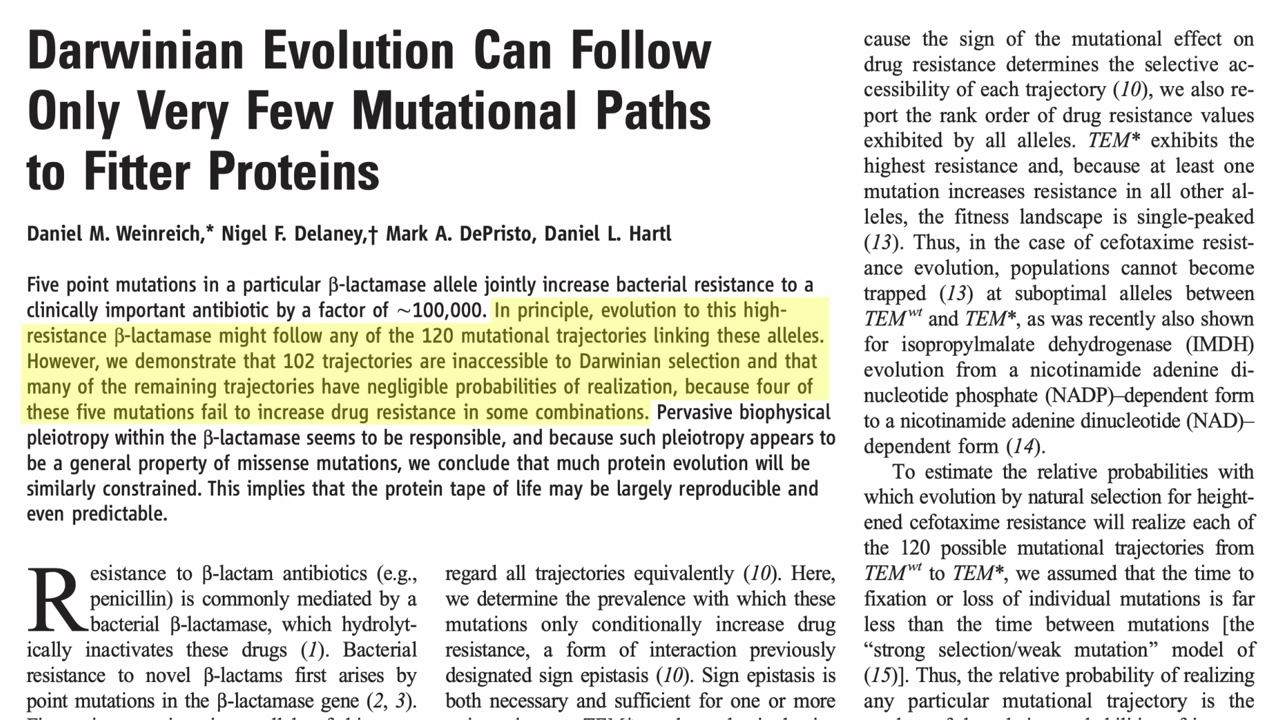 Darwinian Evolution Can Follow
Only Very Few Mutational Paths
to Fitter Proteins
Daniel M. Weinreich,* Nigel F. Delaney,† Mark A. DePristo, Daniel L. Hartl
Five point mutations in a particular β-lactamase allele jointly increase bacterial resistance to a
clinically important antibiotic by a factor of ~100,000. In principle, evolution to this high-
resistance β-lactamase might follow any of the 120 mutational trajectories linking these alleles.
However, we demonstrate that 102 trajectories are inaccessible to Darwinian selection and that
many of the remaining trajectories have negligible probabilities of realization, because four of
these five mutations fail to increase drug resistance in some combinations. Pervasive biophysical
pleiotropy within the β-lactamase seems to be responsible, and because such pleiotropy appears to
be a general property of missense mutations, we conclude that much protein evolution will be
similarly constrained. This implies that the protein tape of life may be largely reproducible and
even predictable.
Resistance to β-lactam antibiotics (e.g.,
penicillin) is commonly mediated by a
bacterial β-lactamase, which hydrolyt-
ically inactivates these drugs (1). Bacterial
resistance to novel β-lactams first arises by
point mutations in the β-lactamase gene (2, 3).
regard all trajectories equivalently (10). Here,
we determine the prevalence with which these
mutations only conditionally increase drug
resistance, a form of interaction previously
designated sign epistasis (10). Sign epistasis is
both necessary and sufficient for one or more
cause the sign of the mutational effect on
drug resistance determines the selective ac-
cessibility of each trajectory (10), we also re-
port the rank order of drug resistance values
exhibited by all alleles. TEM* exhibits the
highest resistance and, because at least one
mutation increases resistance in all other al-
leles, the fitness landscape is single-peaked
(13). Thus, in the case of cefotaxime resist-
ance evolution, populations cannot become
trapped (13) at suboptimal alleles between
TEMwt and TEM*, as was recently also shown
for isopropylmalate dehydrogenase (IMDH)
evolution from a nicotinamide adenine di-
nucleotide phosphate (NADP)–dependent form
to a nicotinamide adenine dinucleotide (NAD)–
dependent form (14).
To estimate the relative probabilities with
which evolution by natural selection for height-
ened cefotaxime resistance will realize each of
the 120 possible mutational trajectories from
TEMwt to TEM*, we assumed that the time to
fixation or loss of individual mutations is far
less than the time between mutations [the
“strong selection/weak mutation” model of
(15)]. Thus, the relative probability of realizing
any particular mutational trajectory is the